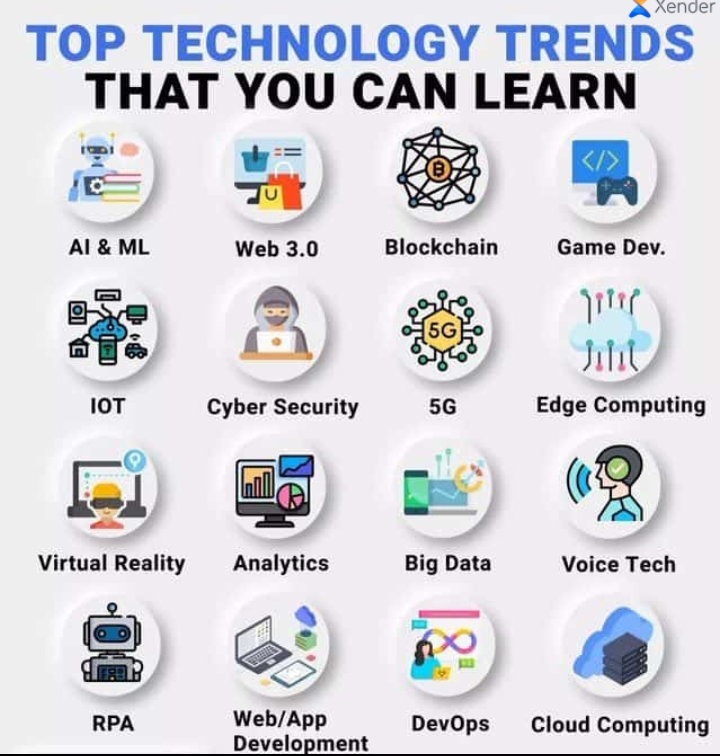 Xender
TOP TECHNOLOGY TRENDS
THAT YOU CAN LEARN
AI & ML
Web 3.0
Blockchain
Game Dev.
5G
IOT
Cyber Security
5G
Edge Computing
Virtual Reality
Analytics
Big Data
Voice Tech
RPA
Web/App
Development
DevOps
Cloud Computing